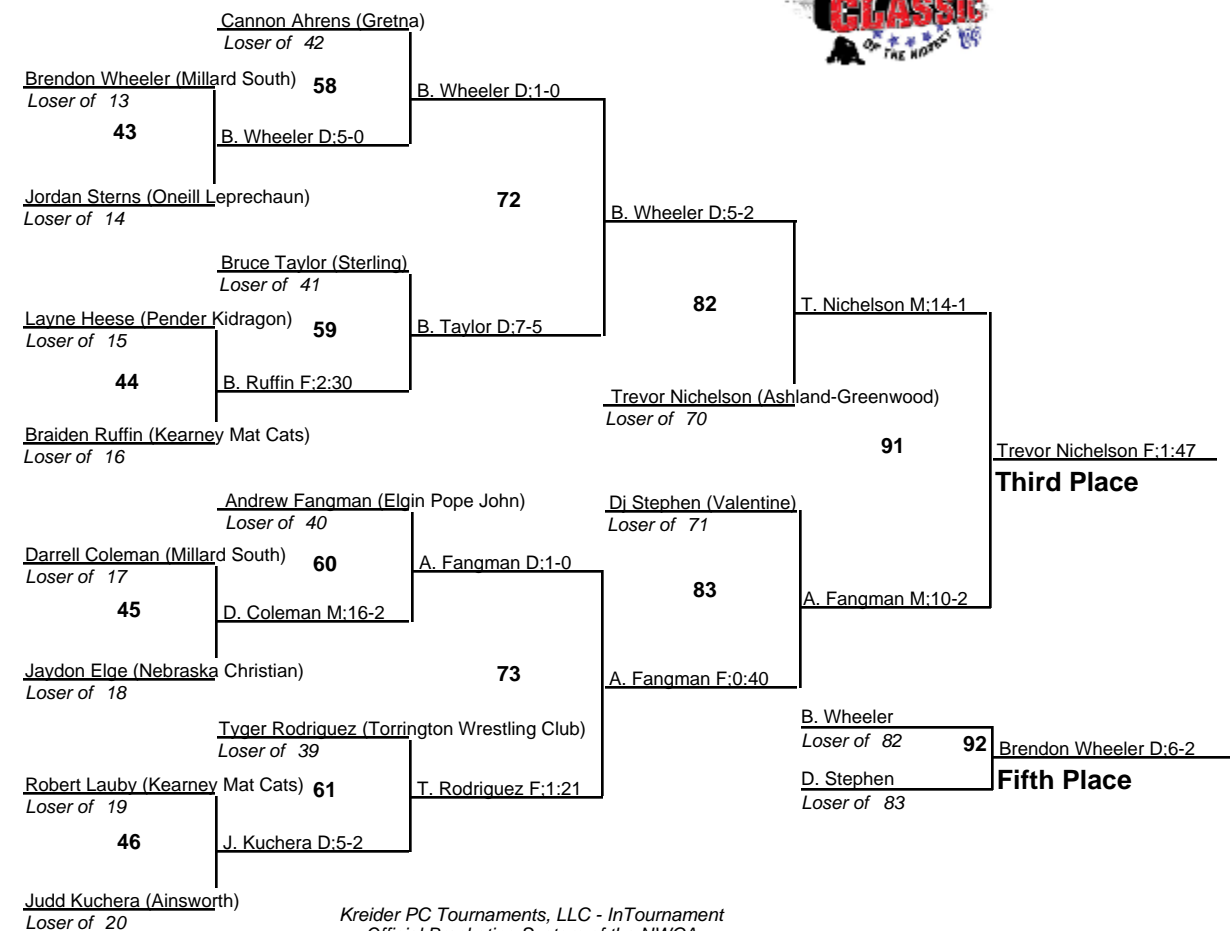 CLASSIC
OF THE MIDWEST
Cannon Ahrens (Gretna)
Loser of 42
Brendon Wheeler (Millard South)
58
Loser of 13
B. Wheeler D;1-0
43
B. Wheeler D;5-0
Jordan Sterns (Oneill Leprechaun)
Loser of 14
72
B. Wheeler D;5-2
Bruce Taylor (Sterling)
Loser of 41
Layne Heese (Pender Kidragon)
59
Loser of 15
B. Taylor D;7-5
82
T. Nichelson M;14-1
44
B. Ruffin F;2:30
Trevor Nichelson (Ashland-Greenwood)
Loser of 70
Braiden Ruffin (Kearney Mat Cats)
Loser of 16
91
Trevor Nichelson F;1:47
Third Place
Andrew Fangman (Elgin Pope John)
Loser of 40
Dj Stephen (Valentine)
Loser of 71
Darrell Coleman (Millard South)
60
Loser of 17
A. Fangman D;1-0
83
45
D. Coleman M;16-2
A. Fangman M;10-2
Jaydon Elge (Nebraska Christian)
Loser of 18
73
A. Fangman F;0:40
Tyger Rodriguez (Torrington Wrestling Club)
Loser of 39
B. Wheeler
Loser of 82
92
Brendon Wheeler D;6-2
D. Stephen
Fifth Place
Loser of 83
Robert Lauby (Kearney Mat Cats)
61
Loser of 19
T. Rodriguez F;1:21
46
J. Kuchera D;5-2
Judd Kuchera (Ainsworth)
Loser of 20
Kreider PC Tournaments, LLC - InTournament